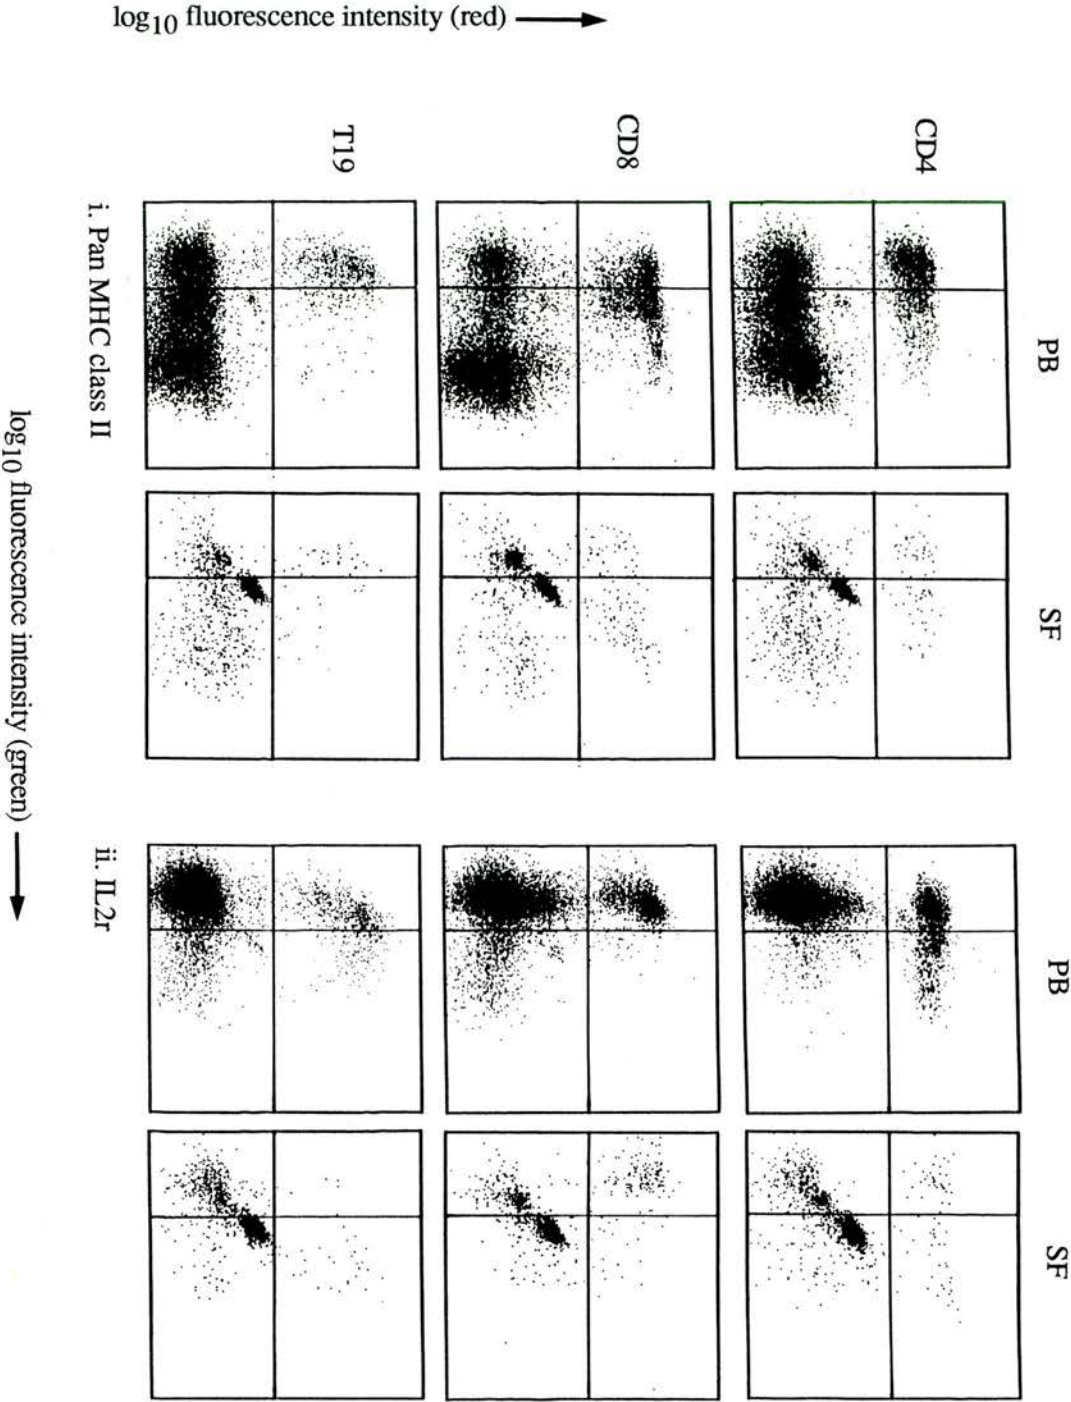 log10 fluorescence intensity (red)
PB
SF
PB
SF
CD4
CD8
T19
i. Pan MHC class II
ii. IL2r
log10 fluorescence intensity (green)